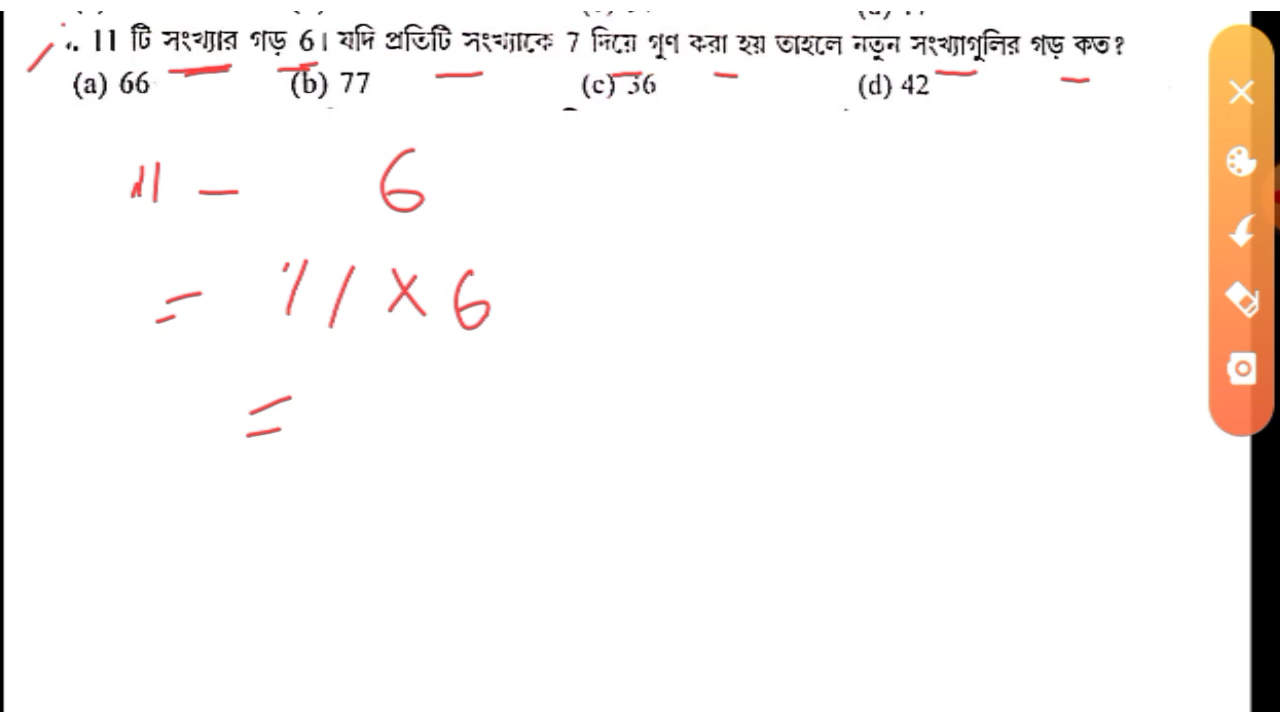 . 11 টি সংখ্যার গড় 6। যদি প্রতিটি সংখ্যাকে 7 দিয়ে গুণ করা হয় তাহলে নতুন সংখ্যাগুলির গড় কত?
(a) 66 (b) 77 (c) 36 (d) 42
11 - 6
= 11 × 6
=